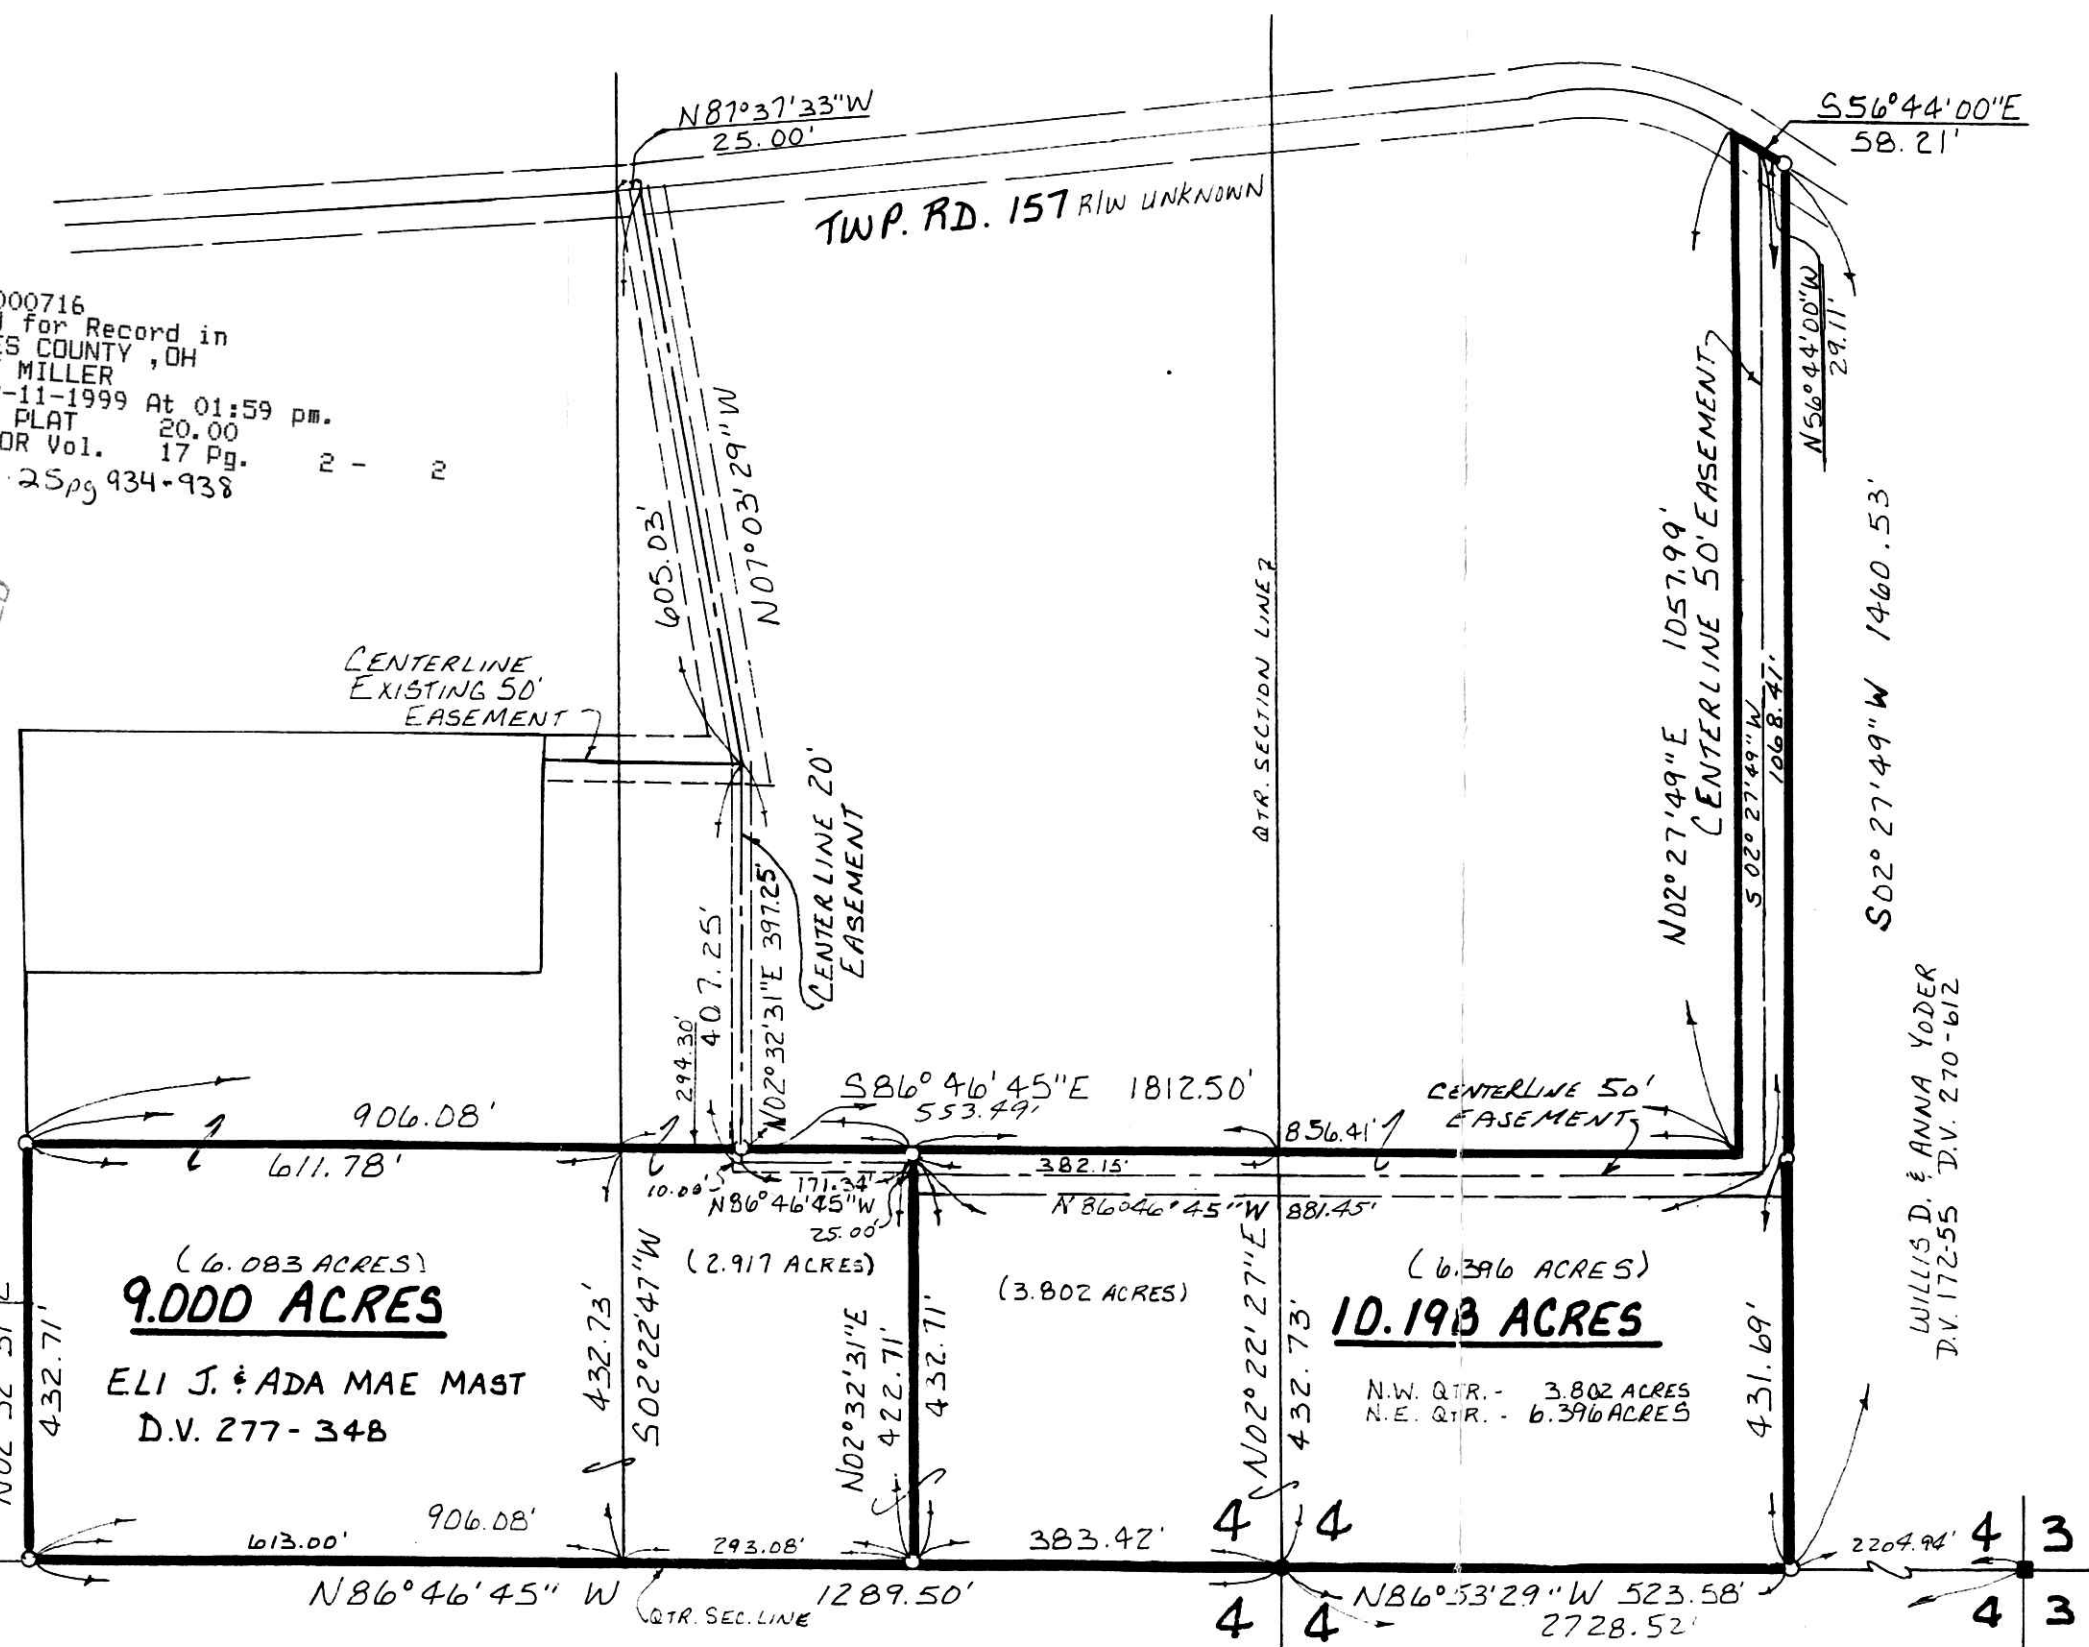 N87°37'33"W
25.00'
S56°44'00"E
58.21'
TWP. RD. 157 R/W UNKNOWN
N56°44'00"W
29.11'
000716
for Record in
ES COUNTY ,OH
MILLER
-11-1999 At 01:59 pm.
PLAT 20.00
OR Vol. 17 Pg. 2 - 2
25pg 934-938
605.03'
N07°03'29"W
CENTERLINE
EXISTING 50'
EASEMENT
QTR. SECTION LINE
N02°27'49"E 1057.99'
CENTERLINE 50' EASEMENT
S02°27'49"W
1068.41'
S02°27'49"W 1460.53'
CENTERLINE 20'
EASEMENT
294.30'
407.25'
N02°32'31"E 397.25'
WILLIS D. & ANNA YODER
D.V. 172-55 D.V. 270-612
906.08'
611.78'
S86°46'45"E 1812.50'
553.49'
856.41'
CENTERLINE 50'
EASEMENT
382.15'
10.00'
171.34'
N86°46'45"W
25.00'
N86°46'45"W 881.45'
(6.083 ACRES)
9.000 ACRES
ELI J. & ADA MAE MAST
D.V. 277-348
432.71'
432.73'
S02°22'47"W
(2.917 ACRES)
N02°32'31"E
422.71'
432.71'
(3.802 ACRES)
N02°22'27"E
432.73'
(6.396 ACRES)
10.198 ACRES
N.W. QTR. - 3.802 ACRES
N.E. QTR. - 6.396 ACRES
431.69'
906.08'
613.00'
293.08'
383.42'
4 4
2204.94' 4 3
N86°46'45" W
QTR. SEC. LINE
1289.50'
4 4
N86°53'29"W 523.58'
2728.52'
4 3